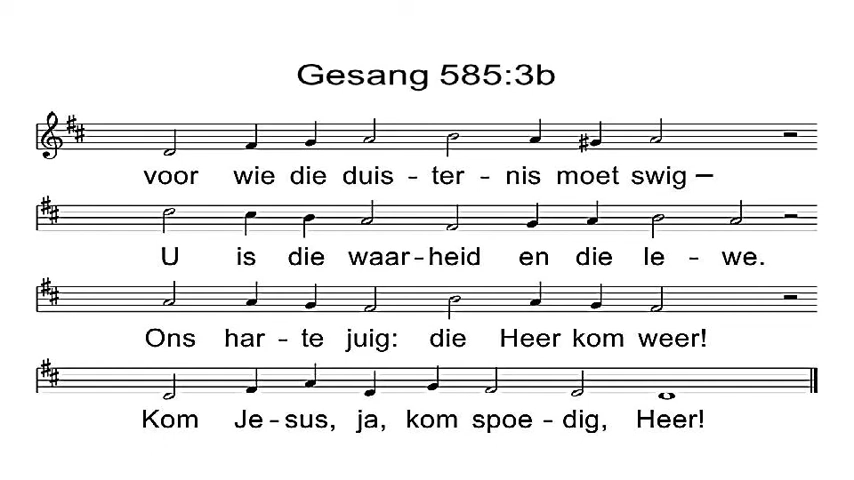 Gesang 585:3b
voor wie die duis - ter - nis moet swig –
U is die waar-heid en die le - we.
Ons har - te juig: die Heer kom weer!
Kom Je-sus, ja, kom spoe - dig, Heer!